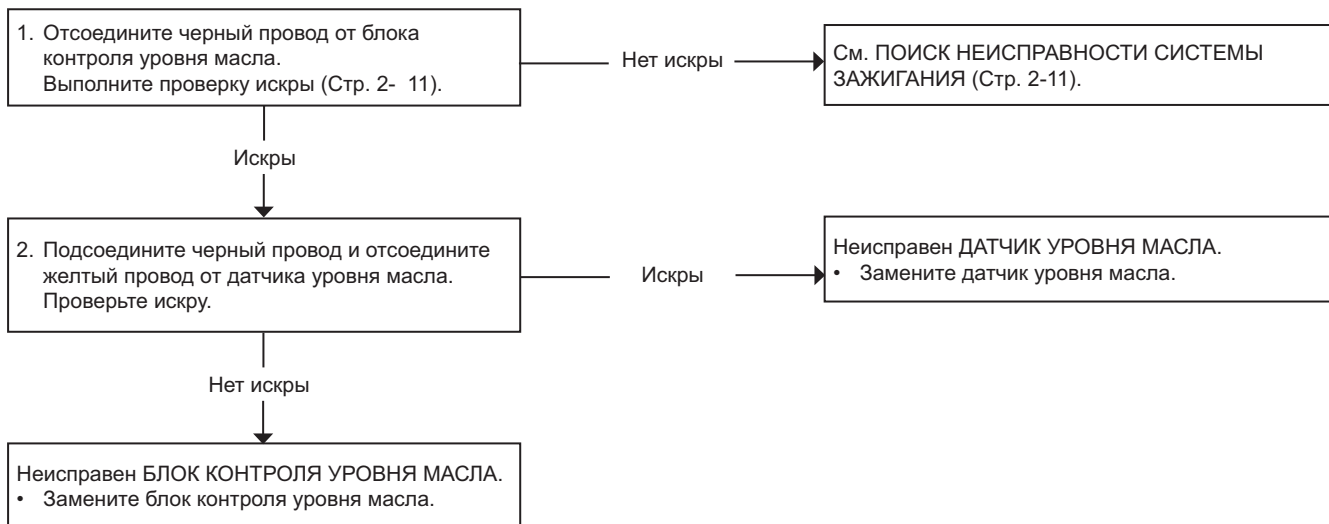 1. Отсоедините черный провод от блока
контроля уровня масла.
Выполните проверку искры (Стр. 2- 11).
Нет искры
См. ПОИСК НЕИСПРАВНОСТИ СИСТЕМЫ
ЗАЖИГАНИЯ (Стр. 2-11).
Искры
2. Подсоедините черный провод и отсоедините
желтый провод от датчика уровня масла.
Проверьте искру.
Искры
Неисправен ДАТЧИК УРОВНЯ МАСЛА.
• Замените датчик уровня масла.
Нет искры
Неисправен БЛОК КОНТРОЛЯ УРОВНЯ МАСЛА.
• Замените блок контроля уровня масла.